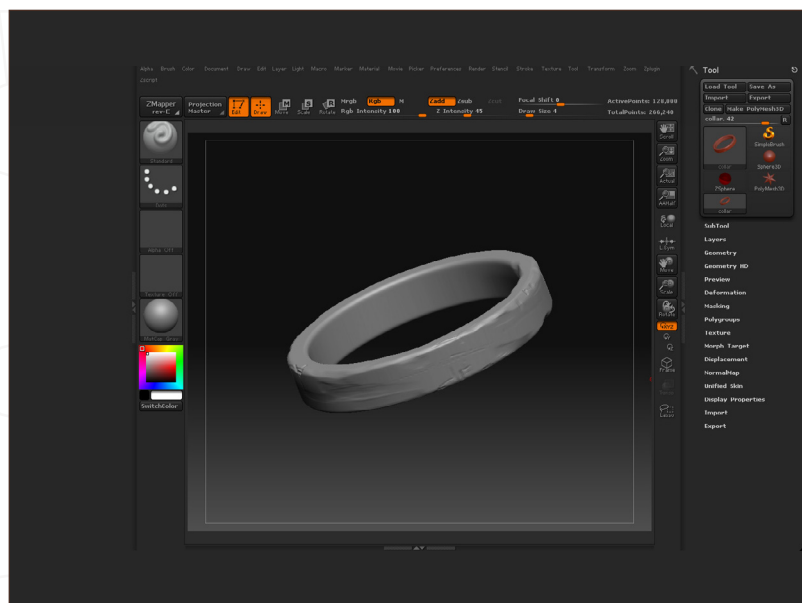 Alpha Brush Color Document Draw Edit Layer Light Macro Marker Material Movie Picker Preferences Render Stencil Stroke Texture Tool Transform Zoom Zplugin
Zscript
ZMapper
rev-E
Projection
Master
Edit
Draw
Move
Scale
Rotate
Mrgb Rgb M
Rgb Intensity 100
Zadd Zsub Zcut
Z Intensity 45
Focal Shift 0
Draw Size 4
ActivePoints: 128,000
TotalPoints: 266,240
Standard
Alpha Off
Texture Off
MatCap Gray
SwitchColor
Scroll
Zoom
Actual
AAHalf
Local
L.Sym
Move
Scale
Rotate
XYZ
Frame
Lasso
Tool
Load Tool Save As
Import Export
Clone Make PolyMesh3D
collar. 42 R
SimpleBrush
collar
Sphere3D
ZSphere
PolyMesh3D
collar
SubTool
Layers
Geometry
Geometry HD
Preview
Deformation
Masking
Polygroups
Texture
Morph Target
Displacement
NormalMap
Unified Skin
Display Properties
Import
Export